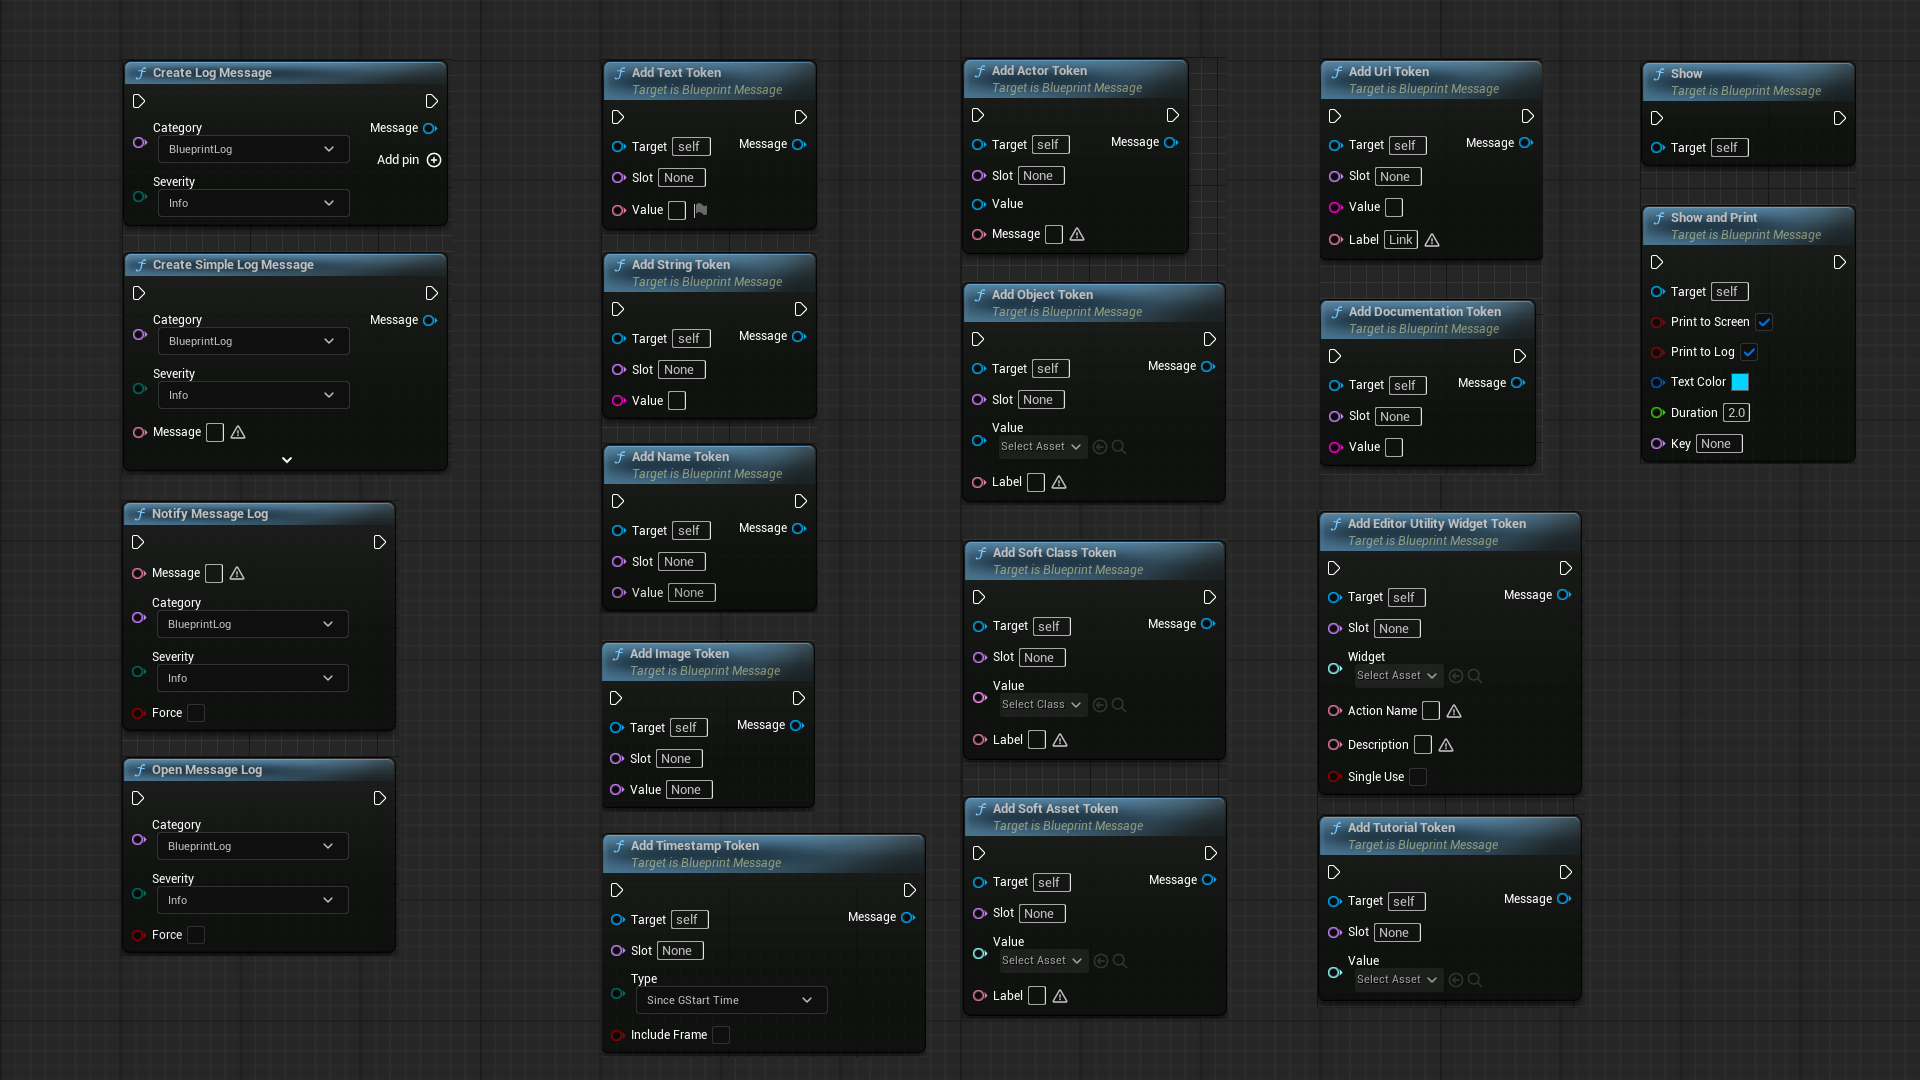 Create Log Message
Category
Message
BlueprintLog
Add pin
Severity
Info
Create Simple Log Message
Category
Message
BlueprintLog
Severity
Info
Message
Notify Message Log
Message
Category
BlueprintLog
Severity
Info
Force
Open Message Log
Category
BlueprintLog
Severity
Info
Force
Add Text Token
Target is Blueprint Message
Target self Message
Slot None
Value
Add String Token
Target is Blueprint Message
Target self Message
Slot None
Value
Add Name Token
Target is Blueprint Message
Target self Message
Slot None
Value None
Add Image Token
Target is Blueprint Message
Target self Message
Slot None
Value None
Add Timestamp Token
Target is Blueprint Message
Target self Message
Slot None
Type
Since GStart Time
Include Frame
Add Actor Token
Target is Blueprint Message
Target self Message
Slot None
Value
Message
Add Object Token
Target is Blueprint Message
Target self Message
Slot None
Value
Select Asset
Label
Add Soft Class Token
Target is Blueprint Message
Target self Message
Slot None
Value
Select Class
Label
Add Soft Asset Token
Target is Blueprint Message
Target self Message
Slot None
Value
Select Asset
Label
Add Url Token
Target is Blueprint Message
Target self Message
Slot None
Value
Label Link
Add Documentation Token
Target is Blueprint Message
Target self Message
Slot None
Value
Add Editor Utility Widget Token
Target is Blueprint Message
Target self Message
Slot None
Widget
Select Asset
Action Name
Description
Single Use
Add Tutorial Token
Target is Blueprint Message
Target self Message
Slot None
Value
Select Asset
Show
Target is Blueprint Message
Target self
Show and Print
Target is Blueprint Message
Target self
Print to Screen
Print to Log
Text Color
Duration 2.0
Key None